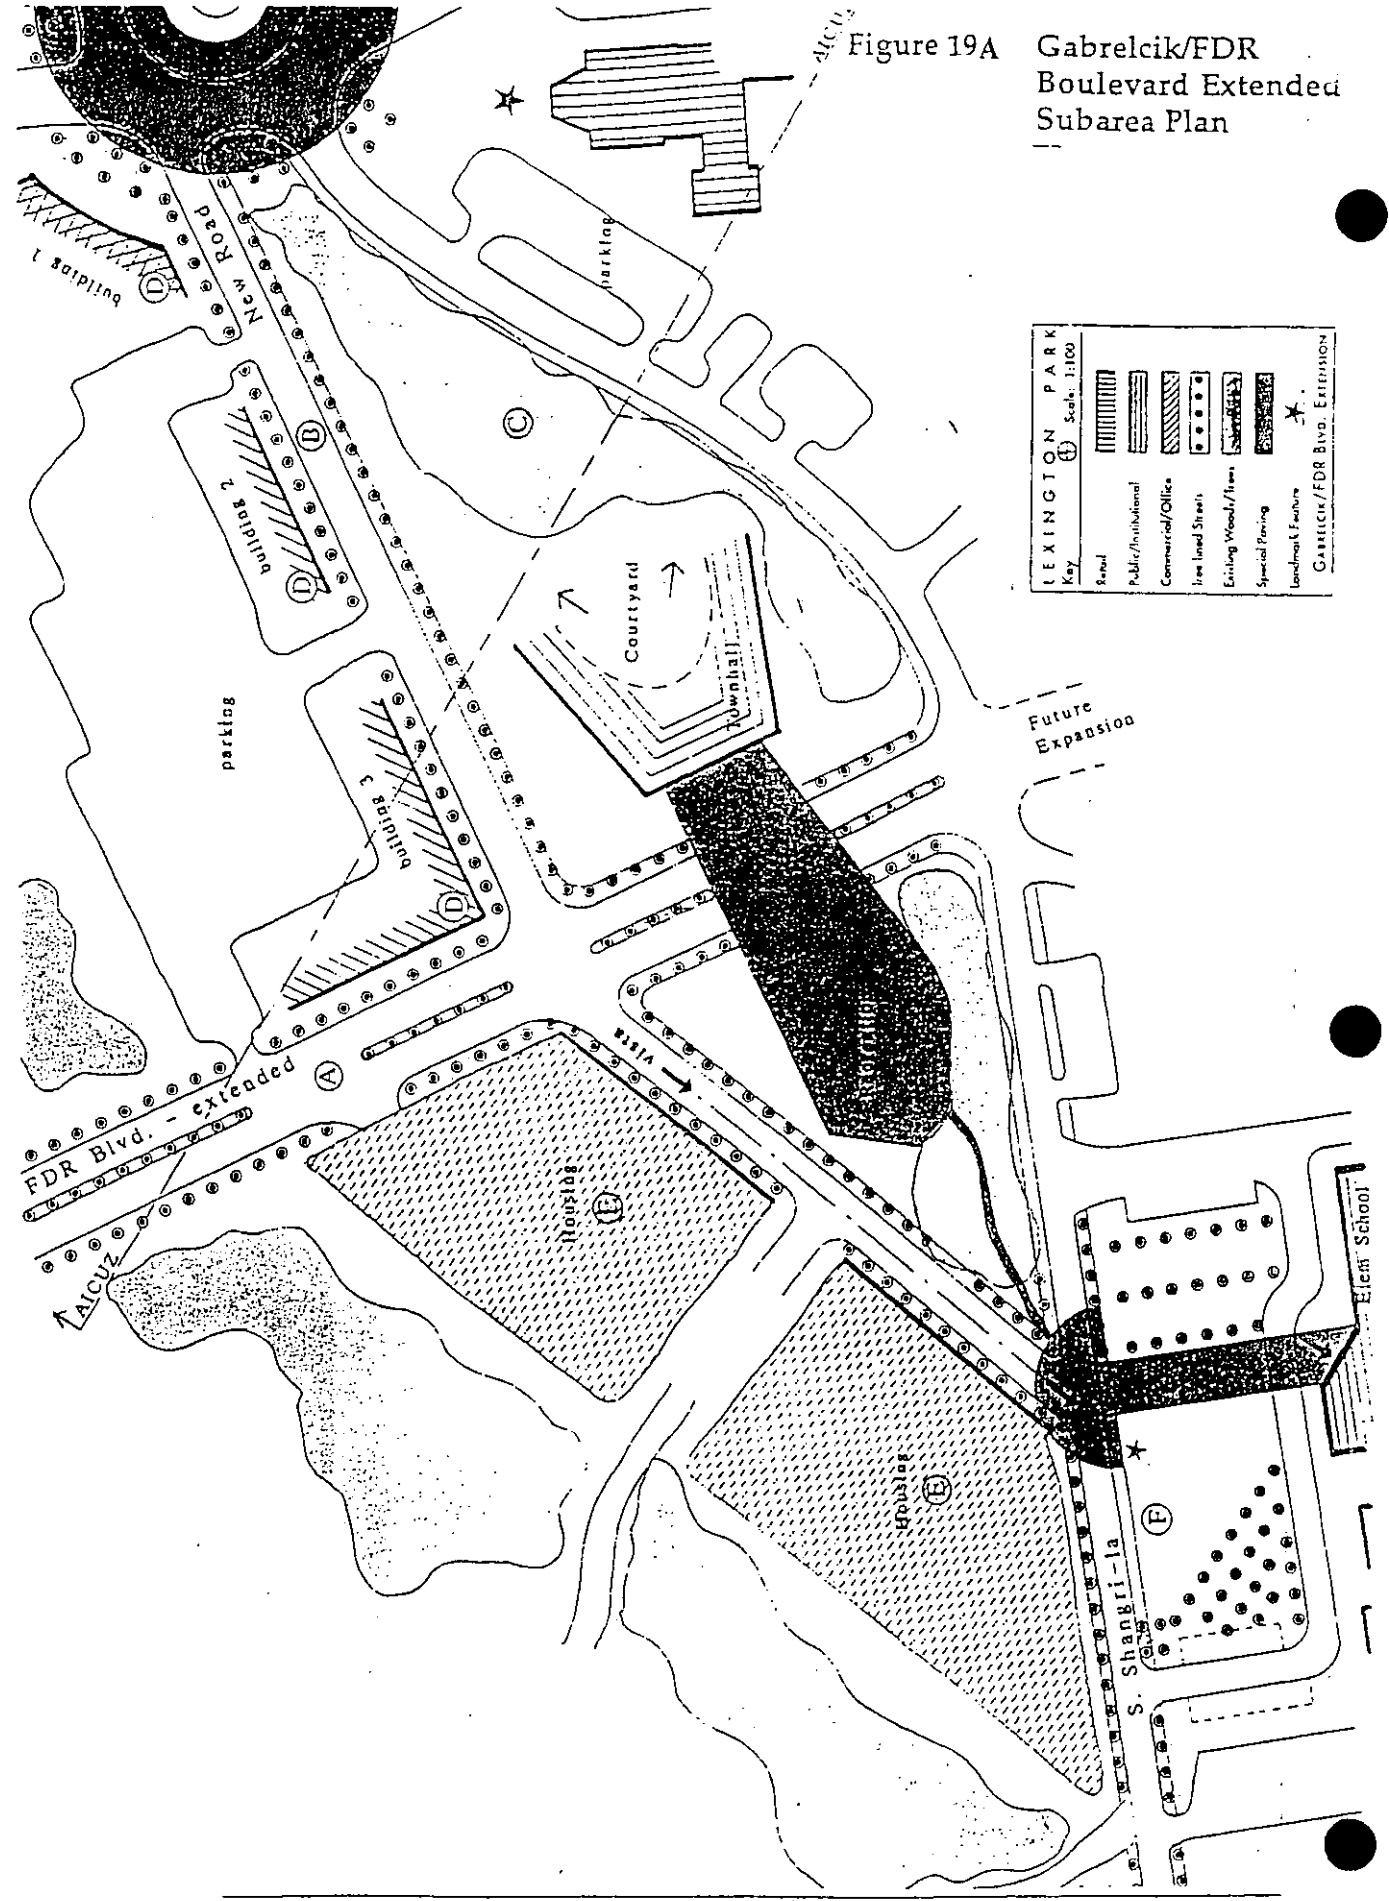 Figure 19A
Gabrelcik/FDR
Boulevard Extended
Subarea Plan
AICUZ
building 1
D
New Road
parking
B
C
building 2
D
parking
Courtyard
Townhall
building 3
D
Future
Expansion
FDR Blvd. - extended
A
vista
AICUZ
Housing
E
Housing
E
F
S. Shangri-la
Elem School
LEXINGTON PARK
Key
Scale: 1:100
Retail
Public/Institutional
Commercial/Office
Tree lined Streets
Existing Woods/Trees
Special Paving
Landmark Feature
GABRELCIK/FDR Blvd. EXTENSION